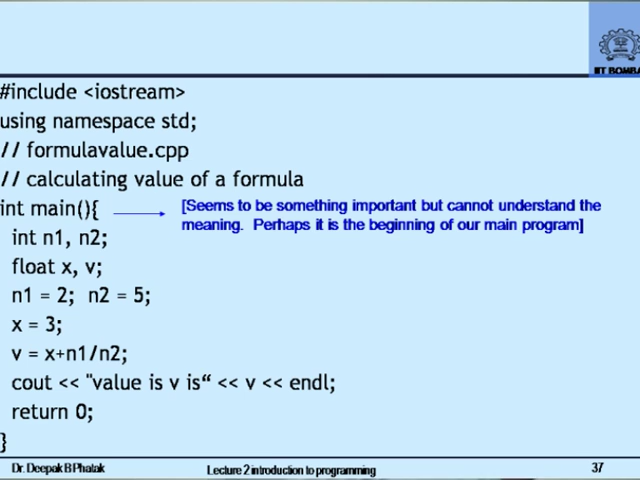 IIT BOMBA
#include <iostream>
using namespace std;
// formulavalue.cpp
// calculating value of a formula
int main(){
[Seems to be something important but cannot understand the
meaning. Perhaps it is the beginning of our main program]
int n1, n2;
float x, v;
n1 = 2; n2 = 5;
x = 3;
v = x+n1/n2;
cout << "value is v is“ << v << endl;
return 0;
}
Dr. Deepak B Phatak
Lecture 2 introduction to programming
37